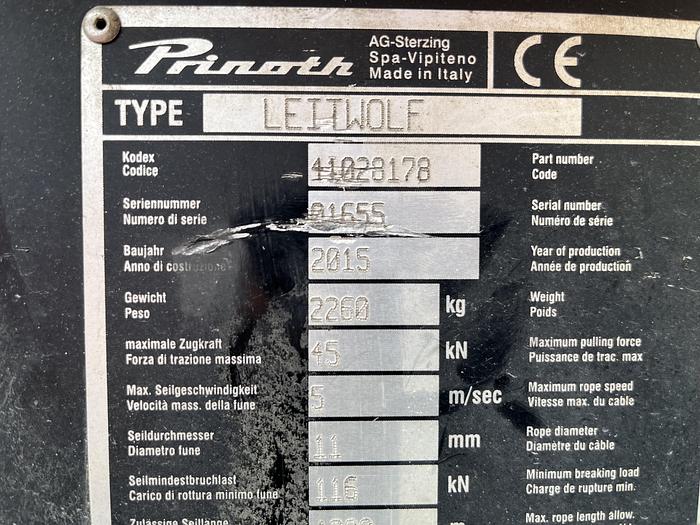 Prinoth AG-Sterzing
Spa-Vipiteno
Made in Italy
CE
TYPE LEITWOLF
Kodex
Codice 41028178 Part number
Code
Seriennummer
Numero di serie 01655 Serial number
Numéro de série
Baujahr
Anno di costruzione 2015 Year of production
Année de production
Gewicht
Peso 2260 kg Weight
Poids
maximale Zugkraft
Forza di trazione massima 45 kN Maximum pulling force
Puissance de trac. max
Max. Seilgeschwindigkeit
Velocità mass. della fune 5 m/sec Maximum rope speed
Vitesse max. du cable
Seildurchmesser
Diametro fune 11 mm Rope diameter
Diamètre du câble
Seilmindestbruchlast
Carico di rottura minimo fune 116 kN Minimum breaking load
Charge de rupture min.
Zulässige Seillänge m Max. rope length allow.